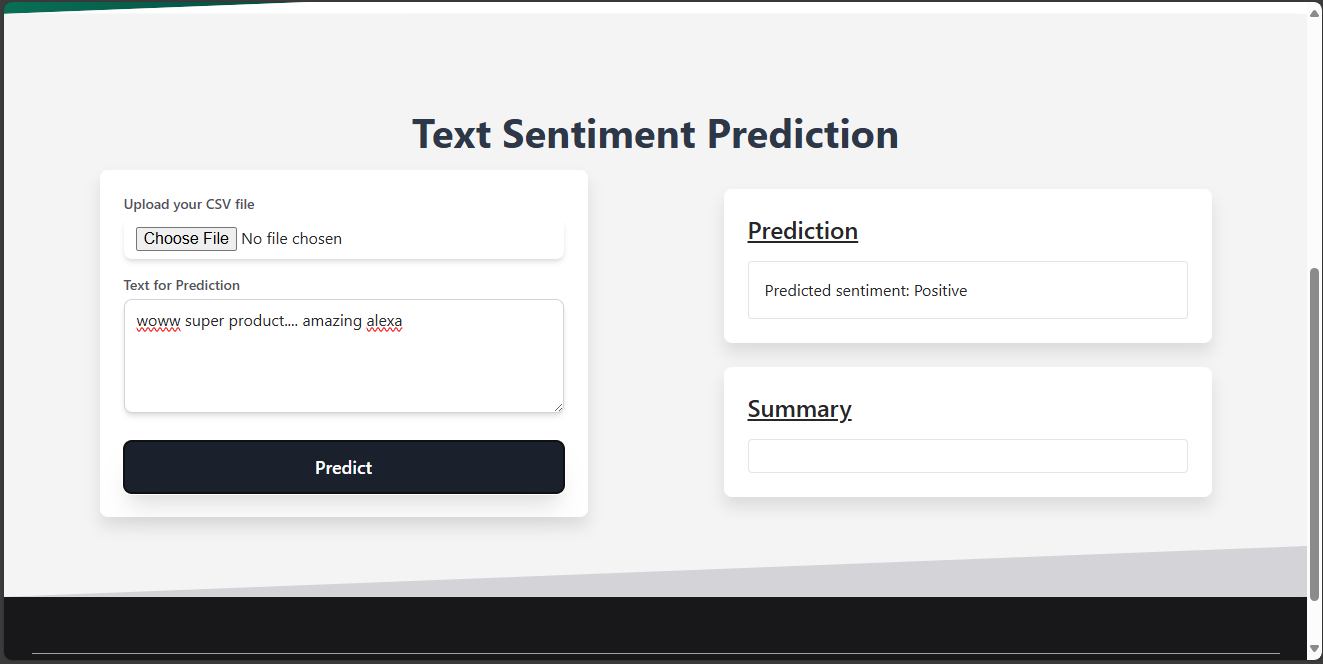 Text Sentiment Prediction
Upload your CSV file
Choose File No file chosen
Text for Prediction
woww super product.... amazing alexa
Predict
Prediction
Predicted sentiment: Positive
Summary